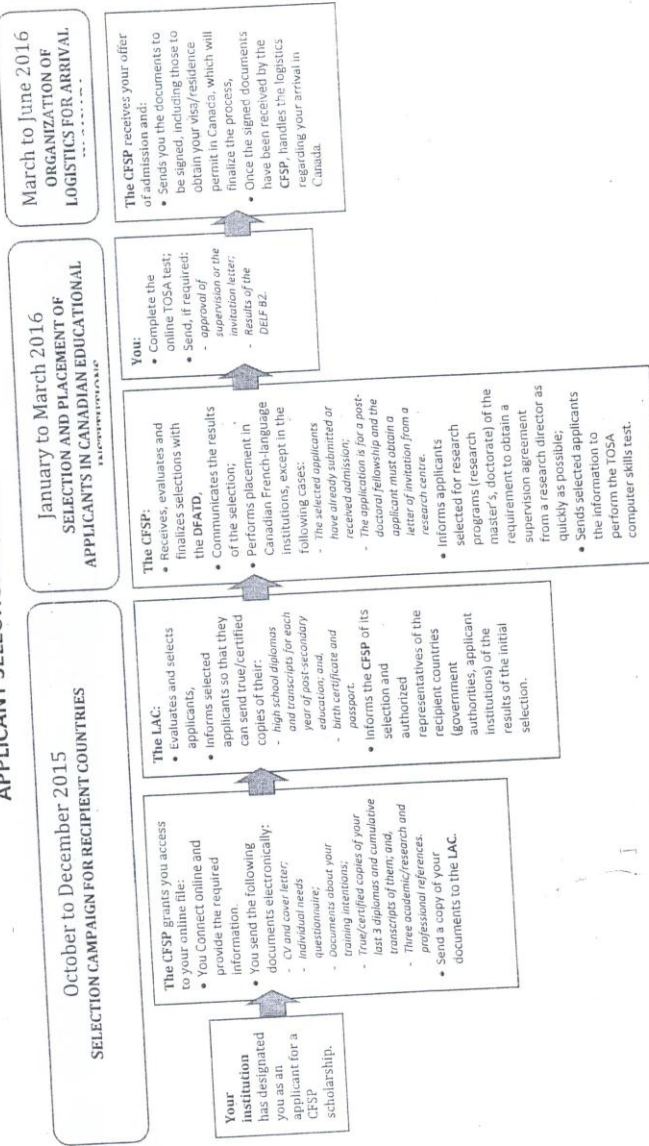 APPLICANT
October to December 2015
SELECTION CAMPAIGN FOR RECIPIENT COUNTRIES
January to March 2016
SELECTION AND PLACEMENT OF
APPLICANTS IN CANADIAN EDUCATIONAL
March to June 2016
ORGANIZATION OF
LOGISTICS FOR ARRIVAL
Your
institution
has designated
you as an
applicant for a
CFSP
scholarship.
The CFSP grants you access
to your online file:
• You Connect online and
provide the required
information.
• You send the following
documents electronically:
- CV and cover letter;
- Individual needs
questionnaire;
- Documents about your
training intentions;
- True/certified copies of your
last 3 diplomas and cumulative
transcripts of them; and,
- Three academic/research and
professional references.
• Send a copy of your
documents to the LAC.
The LAC:
• Evaluates and selects
applicants,
• Informs selected
applicants so that they
can send true/certified
copies of their:
- high school diplomas
and transcripts for each
year of post-secondary
education; and,
- birth certificate and
passport.
• Informs the CFSP of its
selection and
authorized
representatives of the
recipient countries
(government
authorities, applicant
institutions) of the
results of the initial
selection.
The CFSP:
• Receives, evaluates and
finalizes selections with
the DFATD,
• Communicates the results
of the selection;
• Performs placement in
Canadian French-language
institutions, except in the
following cases:
- The selected applicants
have already submitted or
received admission;
- The application is for a post-
doctoral fellowship and the
applicant must obtain a
letter of invitation from a
research centre.
• Informs applicants
selected for research
programs (research
master's, doctorate) of the
requirement to obtain a
supervision agreement
from a research director as
quickly as possible;
• Sends selected applicants
the information to
perform the TOSA
computer skills test.
You:
• Complete the
online TOSA test;
• Send, if required:
- approval of
supervision or the
invitation letter;
- Results of the
DELF B2.
The CFSP receives your offer
of admission and:
• Sends you the documents to
be signed, including those to
obtain your visa/residence
permit in Canada, which will
finalize the process,
• Once the signed documents
have been received by the
CFSP, handles the logistics
regarding your arrival in
Canada.